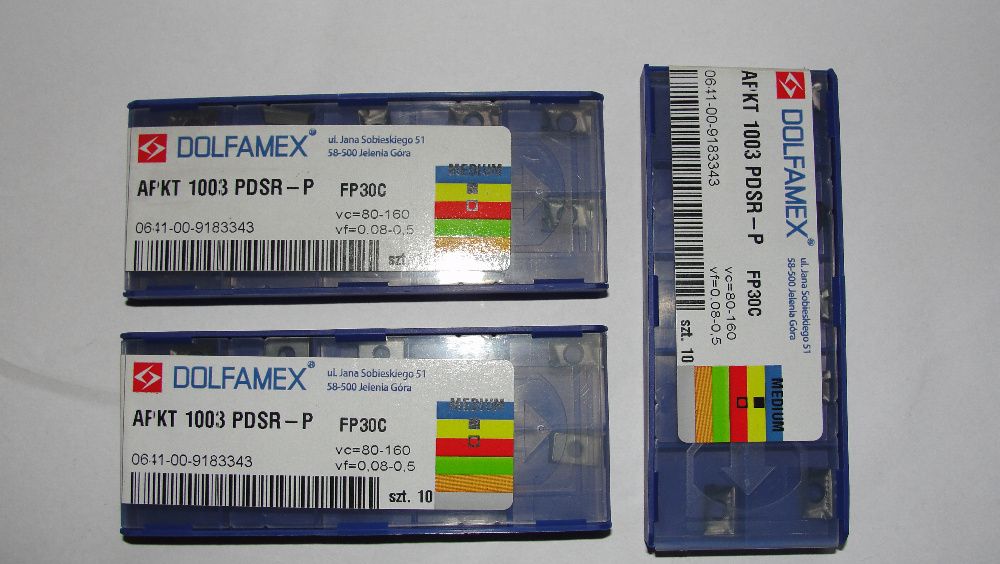 DOLFAMEX®
ul. Jana Sobieskiego 51
58-500 Jelenia Góra
APKT 1003 PDSR-P FP30C
MEDIUM
vc=80-160
vf=0.08-0,5
0641-00-9183343
szt.
DOLFAMEX®
ul. Jana Sobieskiego 51
58-500 Jelenia Góra
APKT 1003 PDSR-P FP30C
MEDIUM
vc=80-160
vf=0,08-0,5
0641-00-9183343
szt. 10
DOLFAMEX®
ul. Jana Sobieskiego 51
58-500 Jelenia Góra
APKT 1003 PDSR-P FP30C
vc=80-160
vf=0.08-0,5
0641-00-9183343
szt. 10
MEDIUM